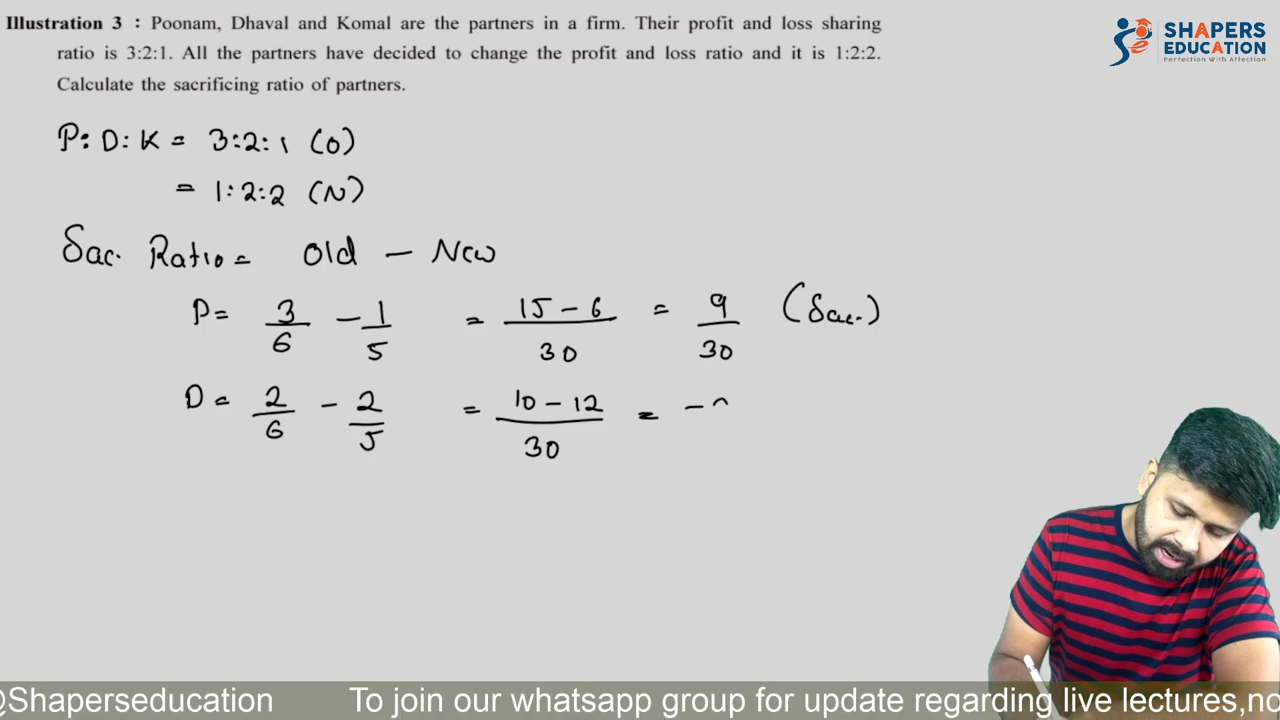 Illustration 3 : Poonam, Dhaval and Komal are the partners in a firm. Their profit and loss sharing
ratio is 3:2:1. All the partners have decided to change the profit and loss ratio and it is 1:2:2.
Calculate the sacrificing ratio of partners.
SHAPERS
EDUCATION
Perfection With Affection
P: D: K = 3:2:1 (O)
= 1:2:2 (N)
Sac. Ratio = Old - New
P = 3/6 - 1/5 = 15 - 6/30 = 9/30 (Sac.)
D = 2/6 - 2/5 = 10 - 12/30 = -
@Shaperseducation To join our whatsapp group for update regarding live lectures,no